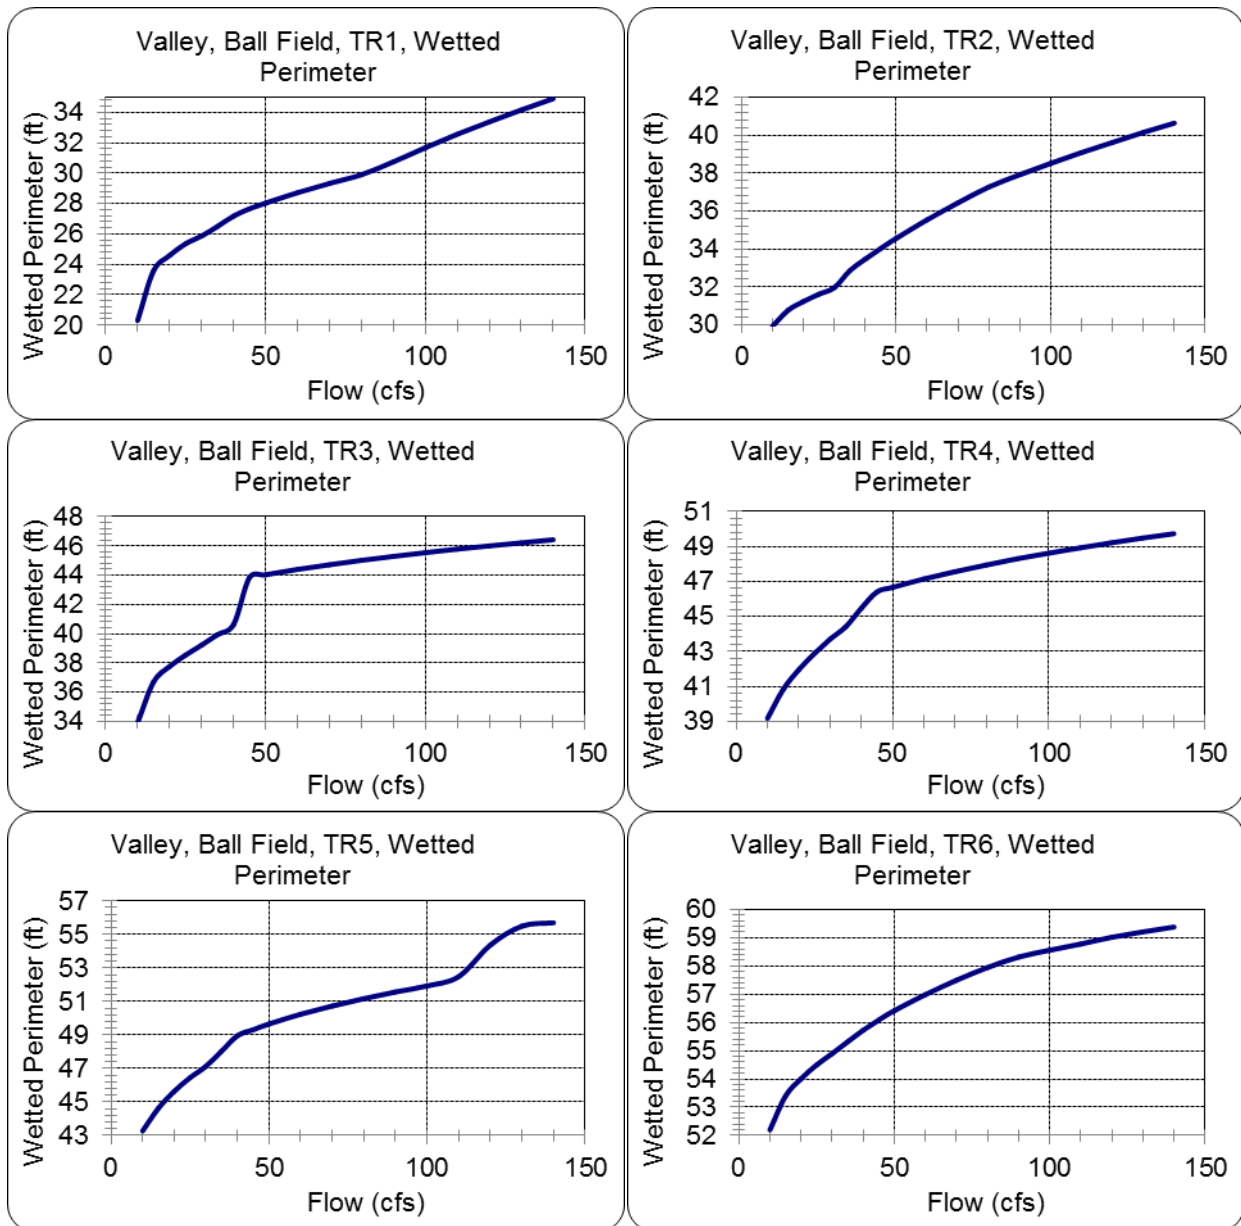 Valley, Ball Field, TR1, Wetted
Perimeter
Wetted Perimeter (ft)
34
32
30
28
26
24
22
20
0 50 100 150
Flow (cfs)
Valley, Ball Field, TR2, Wetted
Perimeter
Wetted Perimeter (ft)
42
40
38
36
34
32
30
0 50 100 150
Flow (cfs)
Valley, Ball Field, TR3, Wetted
Perimeter
Wetted Perimeter (ft)
48
46
44
42
40
38
36
34
0 50 100 150
Flow (cfs)
Valley, Ball Field, TR4, Wetted
Perimeter
Wetted Perimeter (ft)
51
49
47
45
43
41
39
0 50 100 150
Flow (cfs)
Valley, Ball Field, TR5, Wetted
Perimeter
Wetted Perimeter (ft)
57
55
53
51
49
47
45
43
0 50 100 150
Flow (cfs)
Valley, Ball Field, TR6, Wetted
Perimeter
Wetted Perimeter (ft)
60
59
58
57
56
55
54
53
52
0 50 100 150
Flow (cfs)